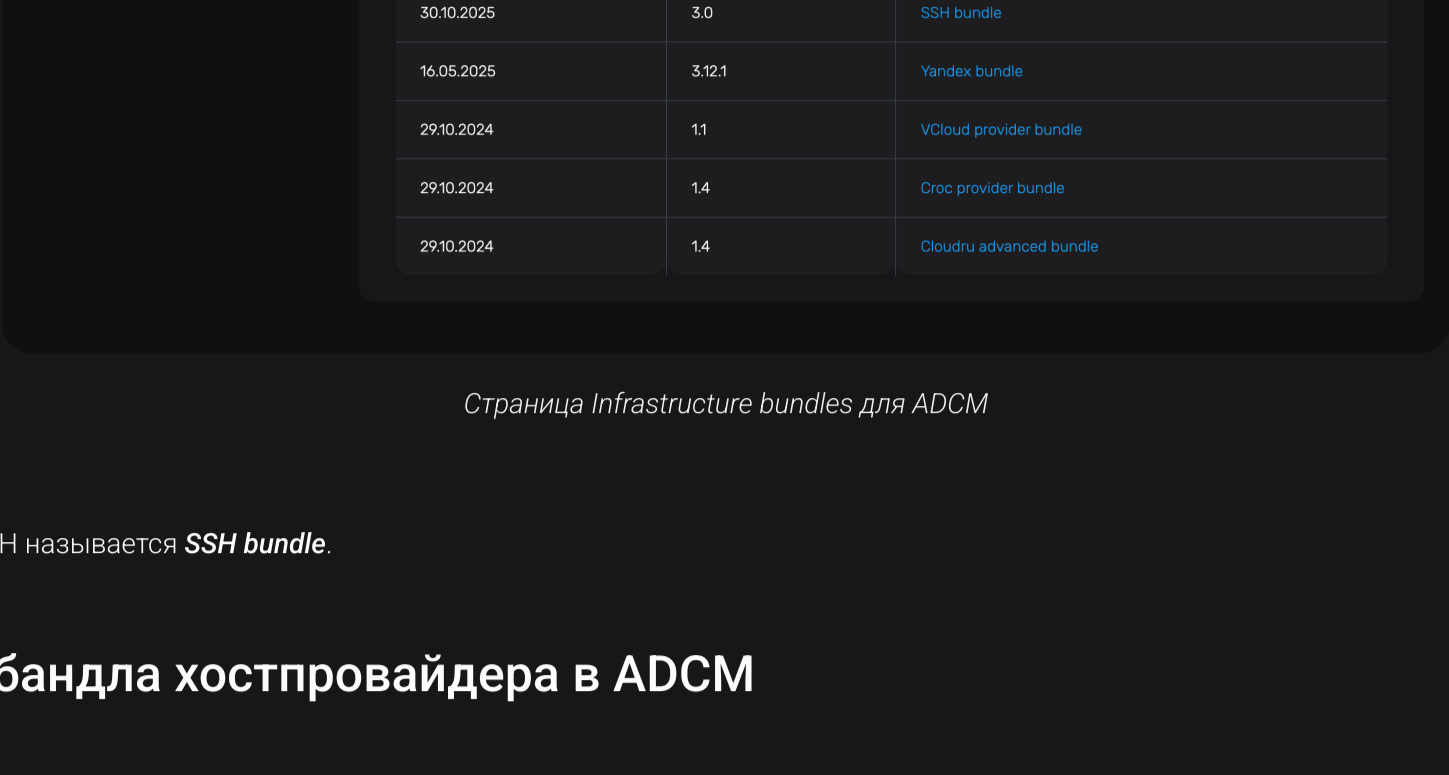 30.10.2025 3.0 SSH bundle
16.05.2025 3.12.1 Yandex bundle
29.10.2024 1.1 VCloud provider bundle
29.10.2024 1.4 Croc provider bundle
29.10.2024 1.4 Cloudru advanced bundle
Страница Infrastructure bundles для ADCM
H называется SSH bundle.
бандла хостпровайдера в ADCM